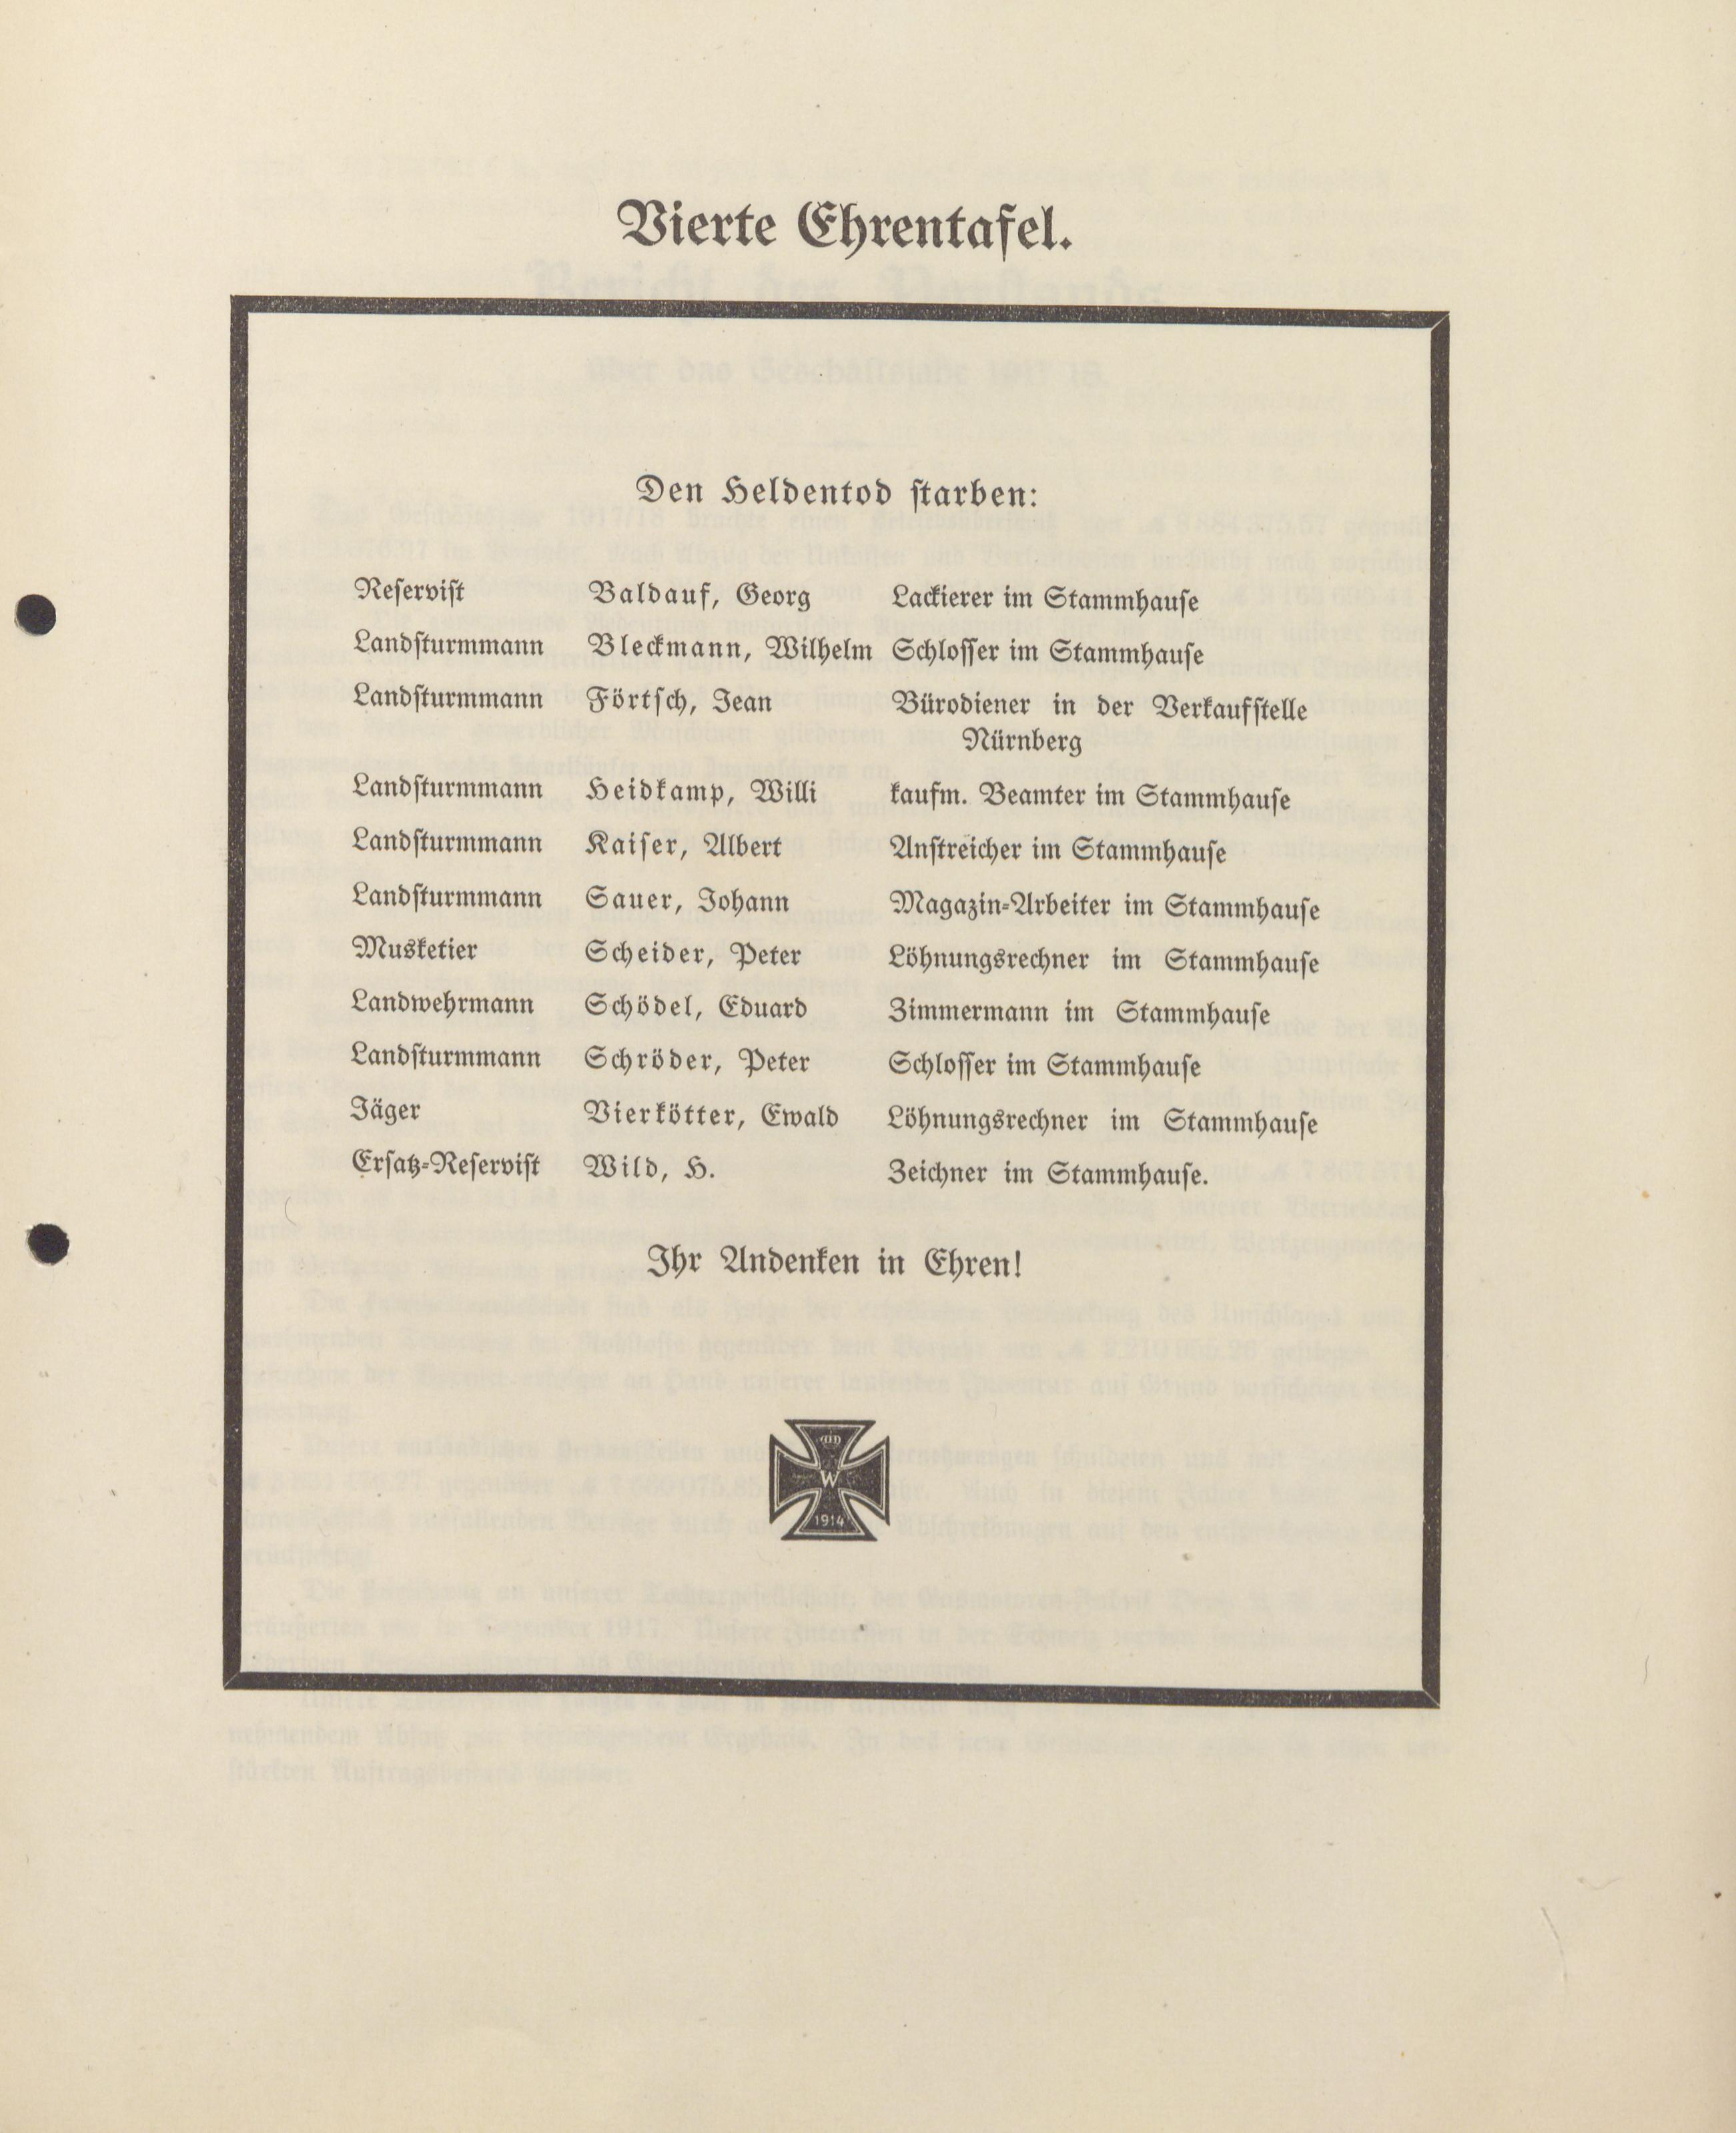 Vierte Ehrentafel.
Den Heldentod starben:
Reservist Baldauf, Georg Lackierer im Stammhause
Landsturmmann Bleckmann, Wilhelm Schlosser im Stammhause
Landsturmmann Förtsch, Jean Bürodiener in der Verkaufstelle
Nürnberg
Landsturmmann Heidkamp, Willi kaufm. Beamter im Stammhause
Landsturmmann Kaiser, Albert Anstreicher im Stammhause
Landsturmmann Sauer, Johann Magazin-Arbeiter im Stammhause
Musketier Scheider, Peter Löhnungsrechner im Stammhause
Landwehrmann Schödel, Eduard Zimmermann im Stammhause
Landsturmmann Schröder, Peter Schlosser im Stammhause
Jäger Vierkötter, Ewald Löhnungsrechner im Stammhause
Ersatz-Reservist Wild, H. Zeichner im Stammhause.
Ihr Andenken in Ehren!
W
1914